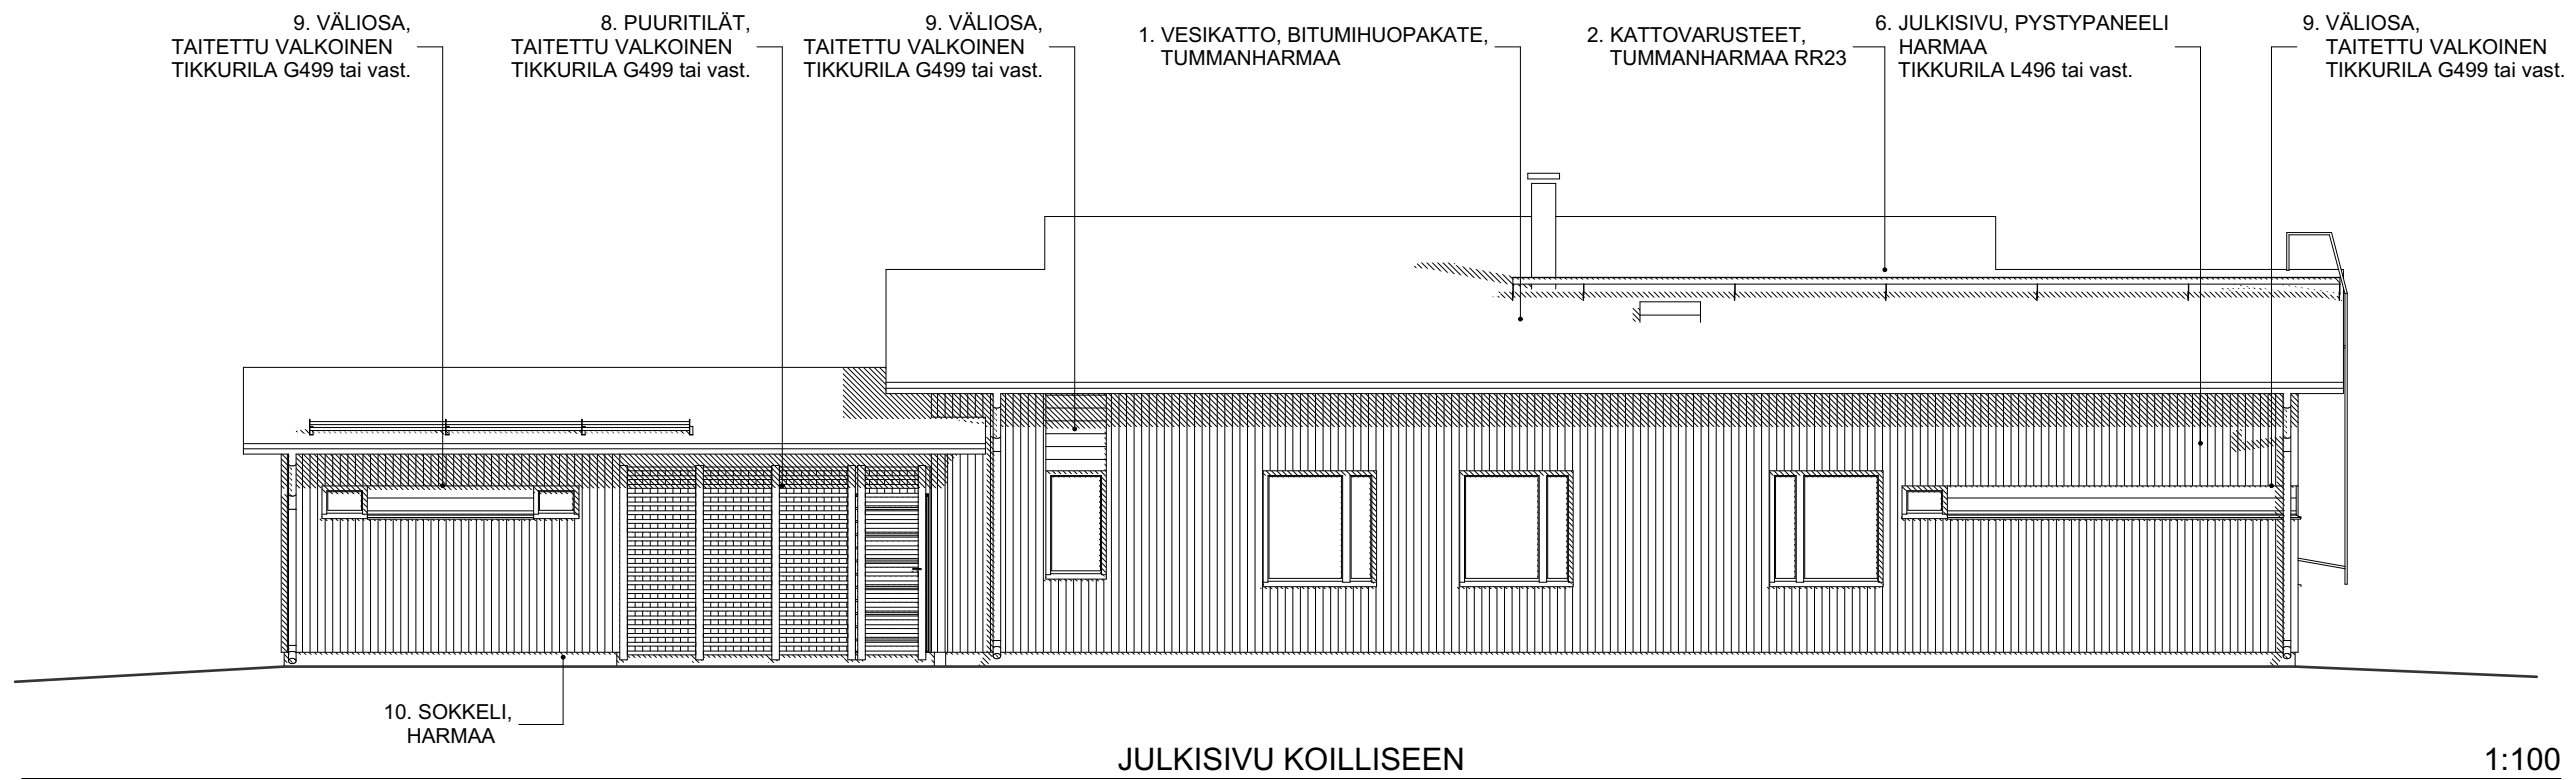 9. VÄLIOSA,
TAITETTU VALKOINEN
TIKKURILA G499 tai vast.
8. PUURITILÄT,
TAITETTU VALKOINEN
TIKKURILA G499 tai vast.
9. VÄLIOSA,
TAITETTU VALKOINEN
TIKKURILA G499 tai vast.
1. VESIKATTO, BITUMIHUOPAKATE,
TUMMANHARMAA
2. KATTOVARUSTEET,
TUMMANHARMAA RR23
6. JULKISIVU, PYSTYPANEELI
HARMAA
TIKKURILA L496 tai vast.
9. VÄLIOSA,
TAITETTU VALKOINEN
TIKKURILA G499 tai vast.
10. SOKKELI,
HARMAA
JULKISIVU KOILLISEEN
1:100